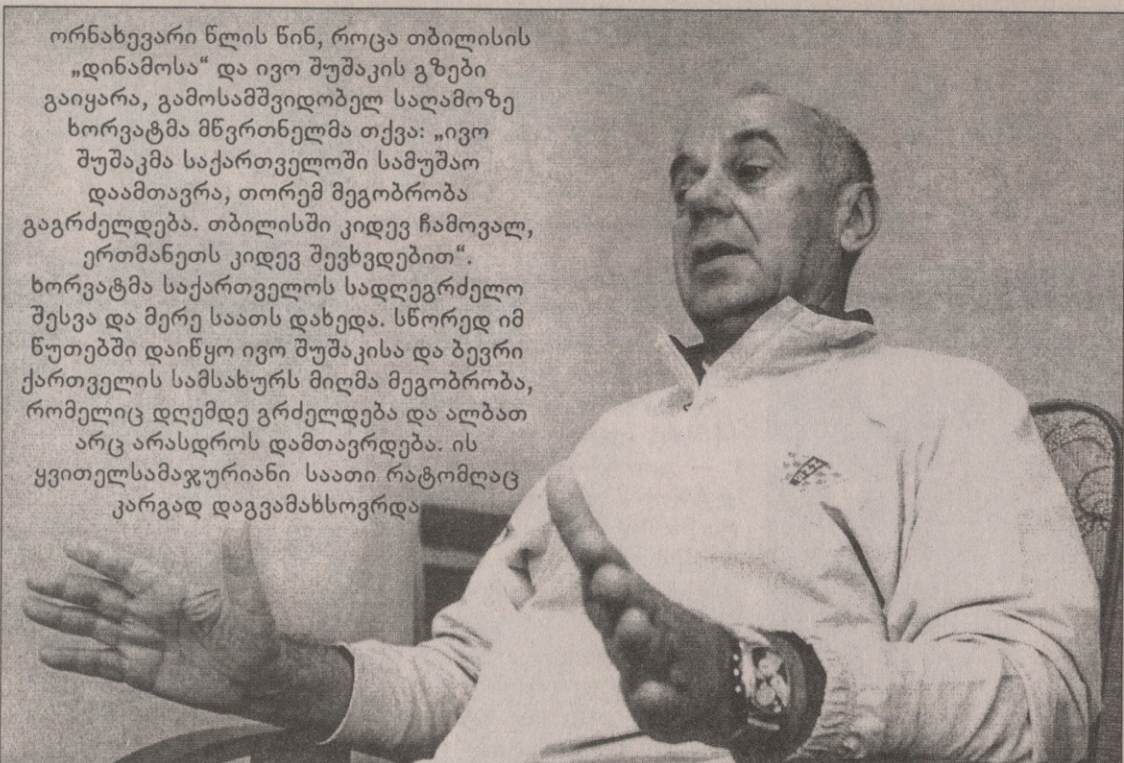 ორნახევარი წლის წინ, როცა თბილისის
„დინამოსა“ და ივო შუშაკის გზები
გაიყარა, გამოსამშვიდობელ საღამოზე
ხორვატმა მწვრთნელმა თქვა: „ივო
შუშაკმა საქართველოში სამუშაო
დაამთავრა, თორემ მეგობრობა
გაგრძელდება. თბილისში კიდევ ჩამოვალ,
ერთმანეთს კიდევ შევხვდებით“.
ხორვატმა საქართველოს სადღეგრძელო
შესვა და მერე საათს დახედა. სწორედ იმ
წუთებში დაიწყო ივო შუშაკისა და ბევრი
ქართველის სამსახურს მიღმა მეგობრობა,
რომელიც დღემდე გრძელდება და ალბათ
არც არასდროს დამთავრდება. ის
ყვითელსამაჯურიანი საათი რატომღაც
კარგად დაგვამახსოვრდა